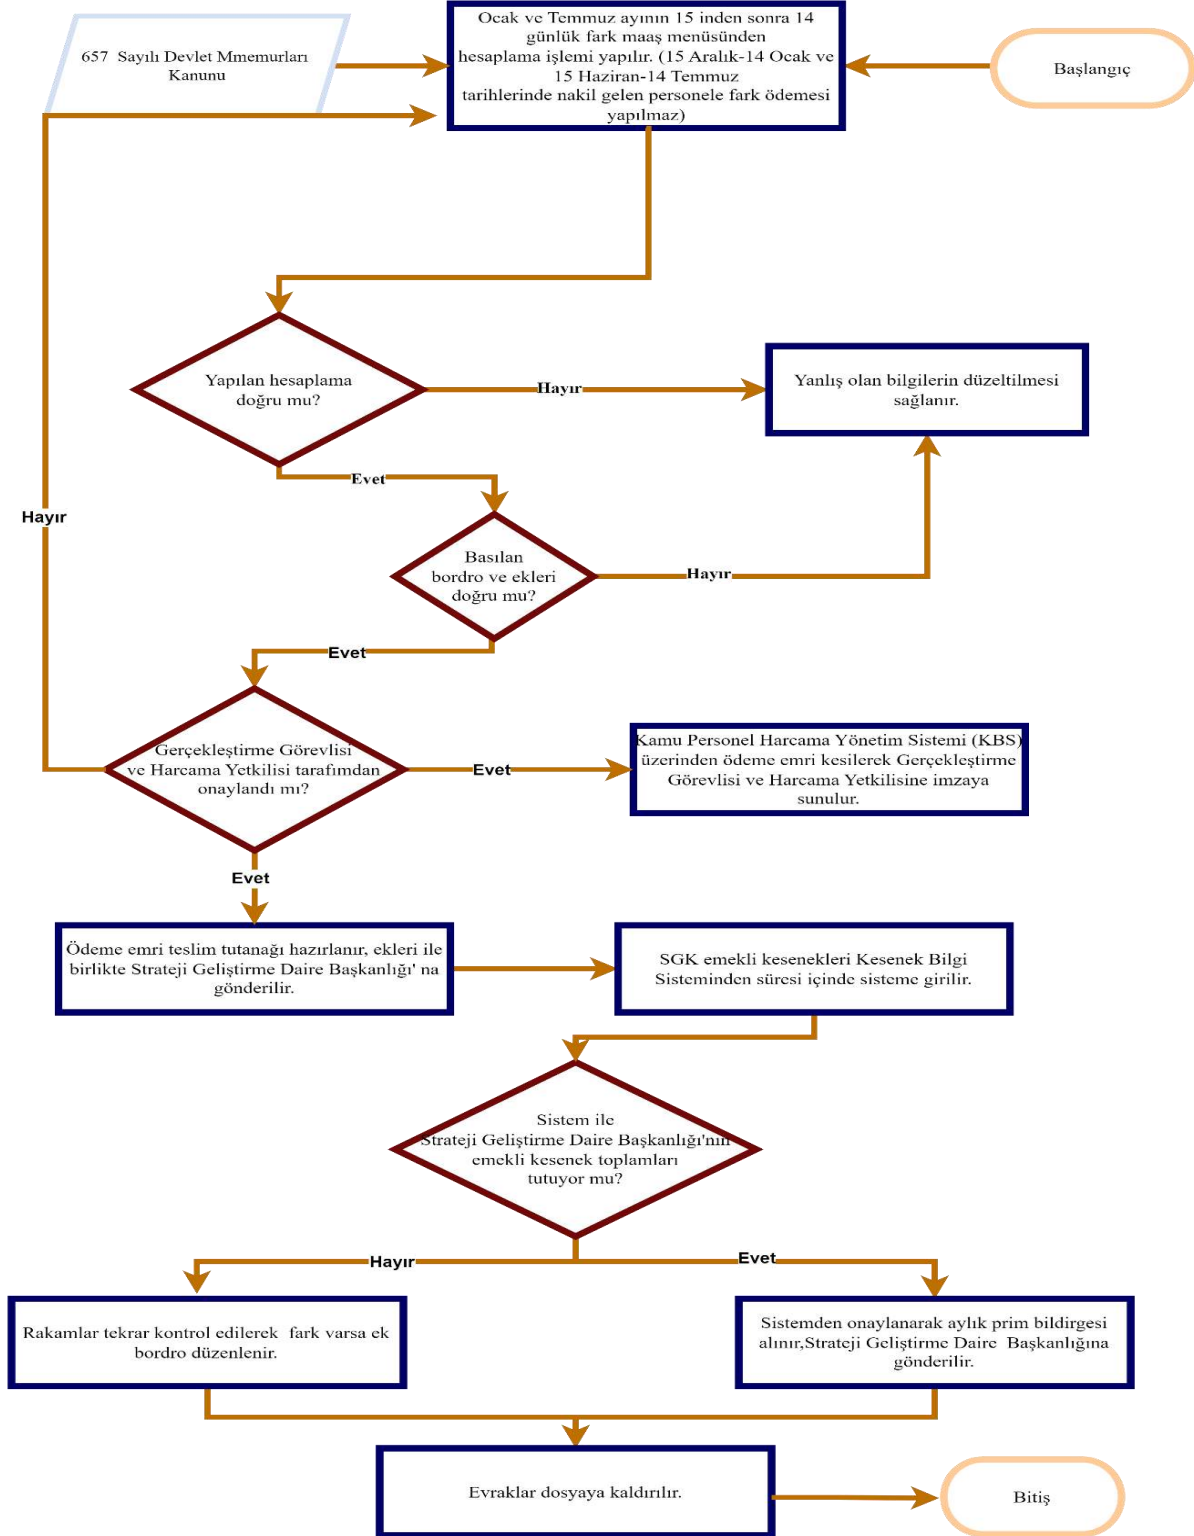 Ocak ve Temmuz ayının 15 inden sonra 14
günlük fark maaş menüsünden
hesaplama işlemi yapılır. (15 Aralık-14 Ocak ve
15 Haziran-14 Temmuz
tarihlerinde nakil gelen personele fark ödemesi
yapılmaz)
657 Sayılı Devlet Mmemurları
Kanunu
Başlangıç
Yapılan hesaplama
doğru mu?
Hayır
Yanlış olan bilgilerin düzeltilmesi
sağlanır.
Evet
Hayır
Basılan
bordro ve ekleri
doğru mu?
Hayır
Evet
Gerçekleştirme Görevlisi
ve Harcama Yetkilisi tarafımdan
onaylandı mı?
Evet
Kamu Personel Harcama Yönetim Sistemi (KBS)
üzerinden ödeme emri kesilerek Gerçekleştirme
Görevlisi ve Harcama Yetkilisine imzaya
sunulur.
Evet
Ödeme emri teslim tutanağı hazırlanır, ekleri ile
birlikte Strateji Geliştirme Daire Başkanlığı' na
gönderilir.
SGK emekli kesenekleri Kesenek Bilgi
Sisteminden süresi içinde sisteme girilir.
Sistem ile
Strateji Geliştirme Daire Başkanlığı'nın
emekli kesenek toplamları
tutuyor mu?
Hayır
Evet
Rakamlar tekrar kontrol edilerek fark varsa ek
bordro düzenlenir.
Sistemden onaylanarak aylık prim bildirgesi
alınır,Strateji Geliştirme Daire Başkanlığına
gönderilir.
Evraklar dosyaya kaldırılır.
Bitiş